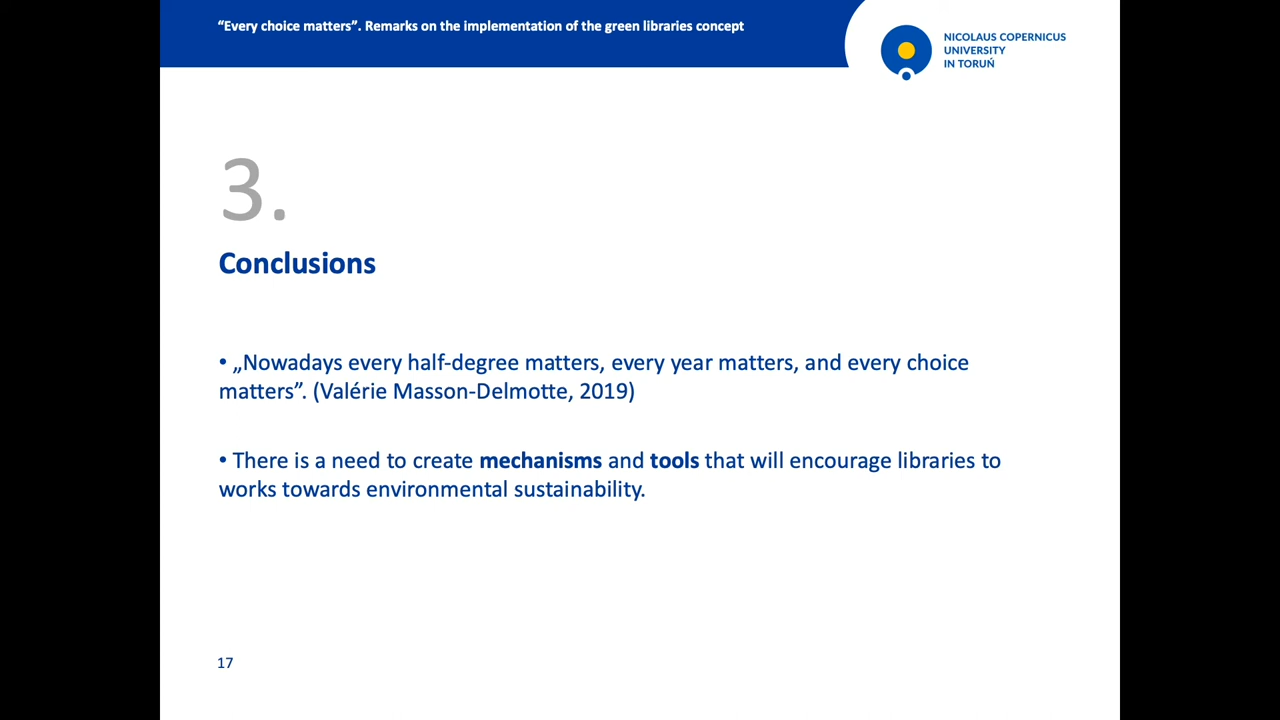 “Every choice matters”. Remarks on the implementation of the green libraries concept
NICOLAUS COPERNICUS
UNIVERSITY
IN TORUŃ
3.
Conclusions
• „Nowadays every half-degree matters, every year matters, and every choice
matters”. (Valérie Masson-Delmotte, 2019)
• There is a need to create mechanisms and tools that will encourage libraries to
works towards environmental sustainability.
17